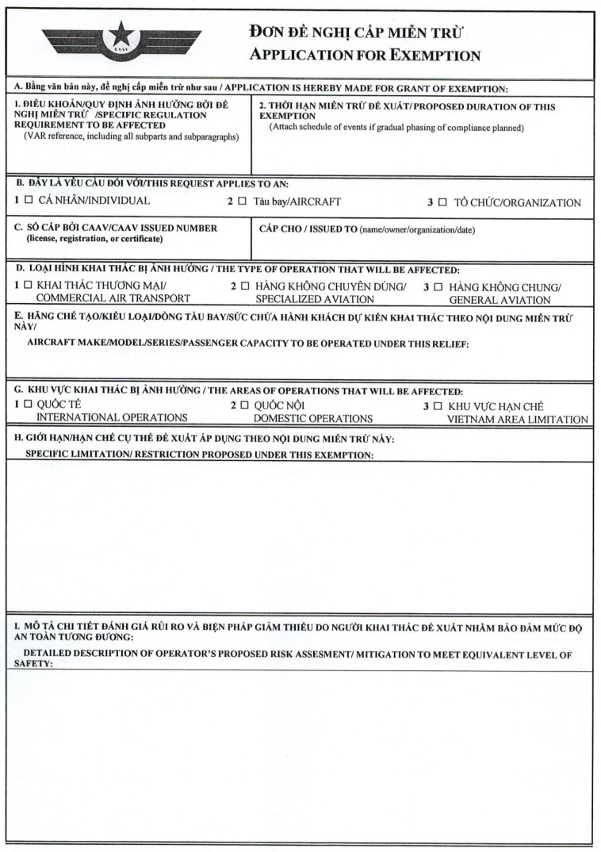 ĐƠN ĐỀ NGHỊ CẤP MIỄN TRỪ
APPLICATION FOR EXEMPTION
A. Bằng văn bản này, đề nghị cấp miễn trừ như sau / APPLICATION IS HEREBY MADE FOR GRANT OF EXEMPTION:
1. ĐIỀU KHOẢN/QUY ĐỊNH ẢNH HƯỞNG BỞI ĐỀ
NGHỊ MIỄN TRỪ /SPECIFIC REGULATION
REQUIREMENT TO BE AFFECTED
(VAR reference, including all subparts and subparagraphs)
2. THỜI HẠN MIỄN TRỪ ĐỀ XUẤT/ PROPOSED DURATION OF THIS
EXEMPTION
(Attach schedule of events if gradual phasing of compliance planned)
B. ĐÂY LÀ YÊU CẦU ĐỐI VỚI/THIS REQUEST APPLIES TO AN:
1 ☐ CÁ NHÂN/INDIVIDUAL 2 ☐ Tàu bay/AIRCRAFT 3 ☐ TỔ CHỨC/ORGANIZATION
C. SỐ CẤP BỞI CAAV/CAAV ISSUED NUMBER
(license, registration, or certificate)
CẤP CHO / ISSUED TO (name/owner/organization/date)
D. LOẠI HÌNH KHAI THÁC BỊ ẢNH HƯỞNG / THE TYPE OF OPERATION THAT WILL BE AFFECTED:
1 ☐ KHAI THÁC THƯƠNG MẠI/ 2 ☐ HÀNG KHÔNG CHUYÊN DÙNG/ 3 ☐ HÀNG KHÔNG CHUNG/
COMMERCIAL AIR TRANSPORT SPECIALIZED AVIATION GENERAL AVIATION
E. HÃNG CHẾ TẠO/KIỂU LOẠI/DÒNG TÀU BAY/SỨC CHỨA HÀNH KHÁCH DỰ KIẾN KHAI THÁC THEO NỘI DUNG MIỄN TRỪ
NÀY/
AIRCRAFT MAKE/MODEL/SERIES/PASSENGER CAPACITY TO BE OPERATED UNDER THIS RELIEF:
G. KHU VỰC KHAI THÁC BỊ ẢNH HƯỞNG / THE AREAS OF OPERATIONS THAT WILL BE AFFECTED:
1 ☐ QUỐC TẾ 2 ☐ QUỐC NỘI 3 ☐ KHU VỰC HẠN CHẾ
INTERNATIONAL OPERATIONS DOMESTIC OPERATIONS VIETNAM AREA LIMITATION
H. GIỚI HẠN/HẠN CHẾ CỤ THỂ ĐỀ XUẤT ÁP DỤNG THEO NỘI DUNG MIỄN TRỪ NÀY:
SPECIFIC LIMITATION/ RESTRICTION PROPOSED UNDER THIS EXEMPTION:
I. MÔ TẢ CHI TIẾT ĐÁNH GIÁ RỦI RO VÀ BIỆN PHÁP GIẢM THIỂU DO NGƯỜI KHAI THÁC ĐỀ XUẤT NHẰM BẢO ĐẢM MỨC ĐỘ
AN TOÀN TƯƠNG ĐƯƠNG:
DETAILED DESCRIPTION OF OPERATOR'S PROPOSED RISK ASSESMENT/ MITIGATION TO MEET EQUIVALENT LEVEL OF
SAFETY: